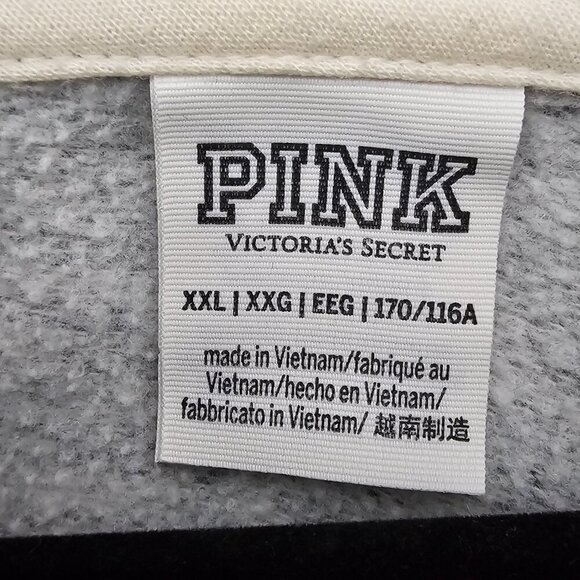 PINK
VICTORIA'S SECRET
XXL | XXG | EEG | 170/116A
made in Vietnam/fabriqué au
Vietnam/hecho en Vietnam/
fabbricato in Vietnam/ 越南制造